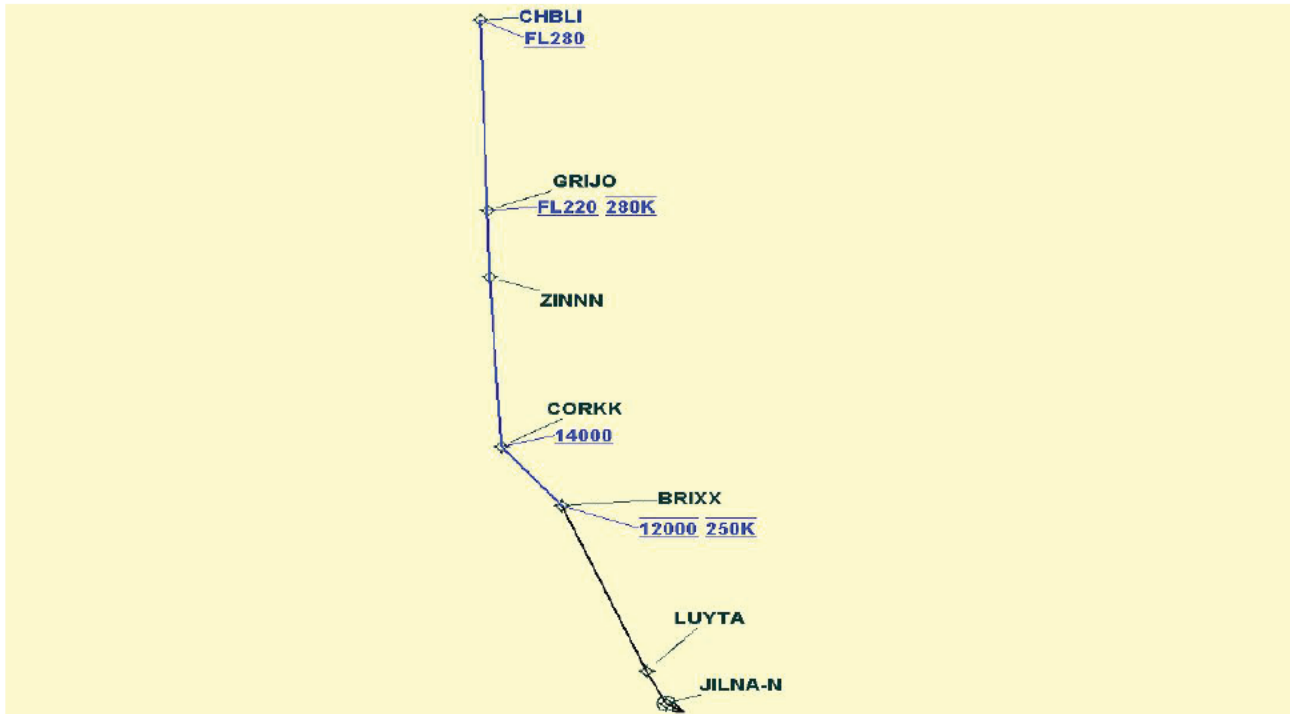 CHBLI
FL280
GRIJO
FL220 280K
ZINNN
CORKK
14000
BRIXX
12000 250K
LUYTA
JILNA-N